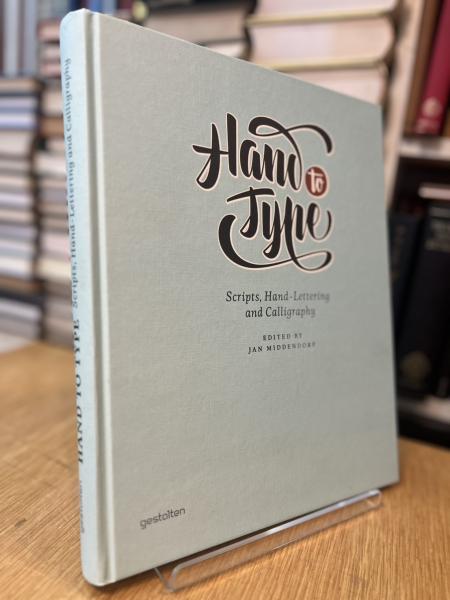 Hand
to
Type
Scripts, Hand-Lettering
and Calligraphy
EDITED BY
JAN MIDDENDORP
gestalten
HAND TO TYPE Scripts, Hand-Lettering and Calligraphy